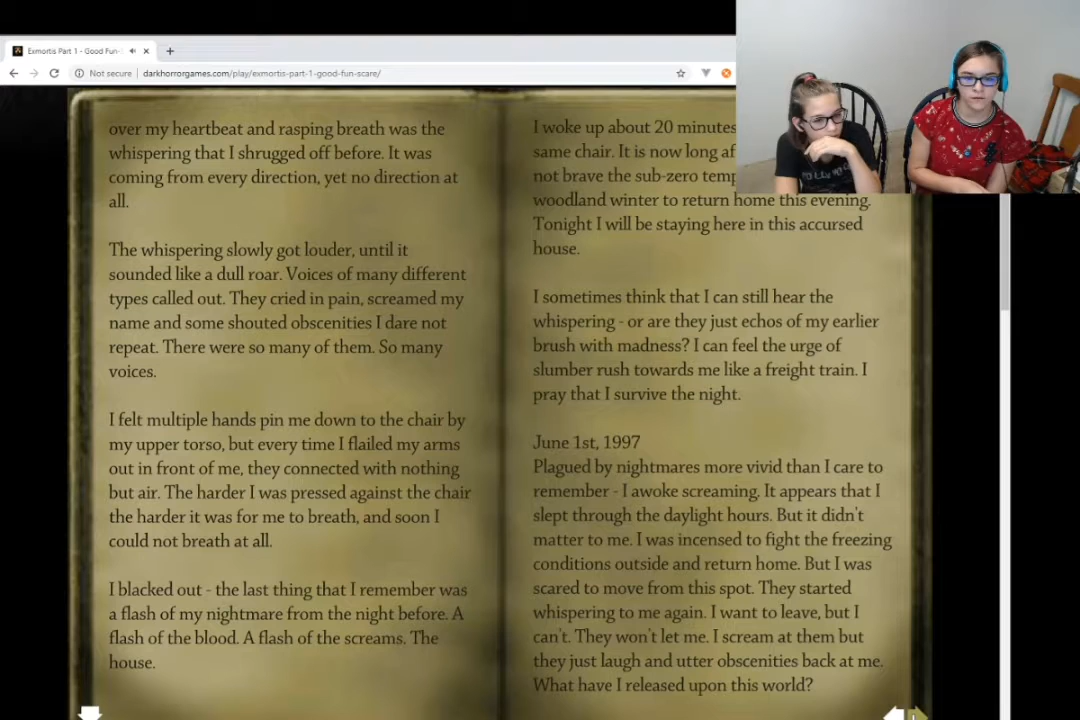 Exmortis Part 1 - Good Fun-
Not secure
darkhorrorgames.com/play/exmortis-part-1-good-fun-scare/
over my heartbeat and rasping breath was the
whispering that I shrugged off before. It was
coming from every direction, yet no direction at
all.
The whispering slowly got louder, until it
sounded like a dull roar. Voices of many different
types called out. They cried in pain, screamed my
name and some shouted obscenities I dare not
repeat. There were so many of them. So many
voices.
I felt multiple hands pin me down to the chair by
my upper torso, but every time I flailed my arms
out in front of me, they connected with nothing
but air. The harder I was pressed against the chair
the harder it was for me to breath, and soon I
could not breath at all.
I blacked out - the last thing that I remember was
a flash of my nightmare from the night before. A
flash of the blood. A flash of the screams. The
house.
I woke up about 20 minutes
same chair. It is now long af
not brave the sub-zero temp
woodland winter to return home this evening.
Tonight I will be staying here in this accursed
house.
I sometimes think that I can still hear the
whispering - or are they just echos of my earlier
brush with madness? I can feel the urge of
slumber rush towards me like a freight train. I
pray that I survive the night.
June 1st, 1997
Plagued by nightmares more vivid than I care to
remember - I awoke screaming. It appears that I
slept through the daylight hours. But it didn't
matter to me. I was incensed to fight the freezing
conditions outside and return home. But I was
scared to move from this spot. They started
whispering to me again. I want to leave, but I
can't. They won't let me. I scream at them but
they just laugh and utter obscenities back at me.
What have I released upon this world?